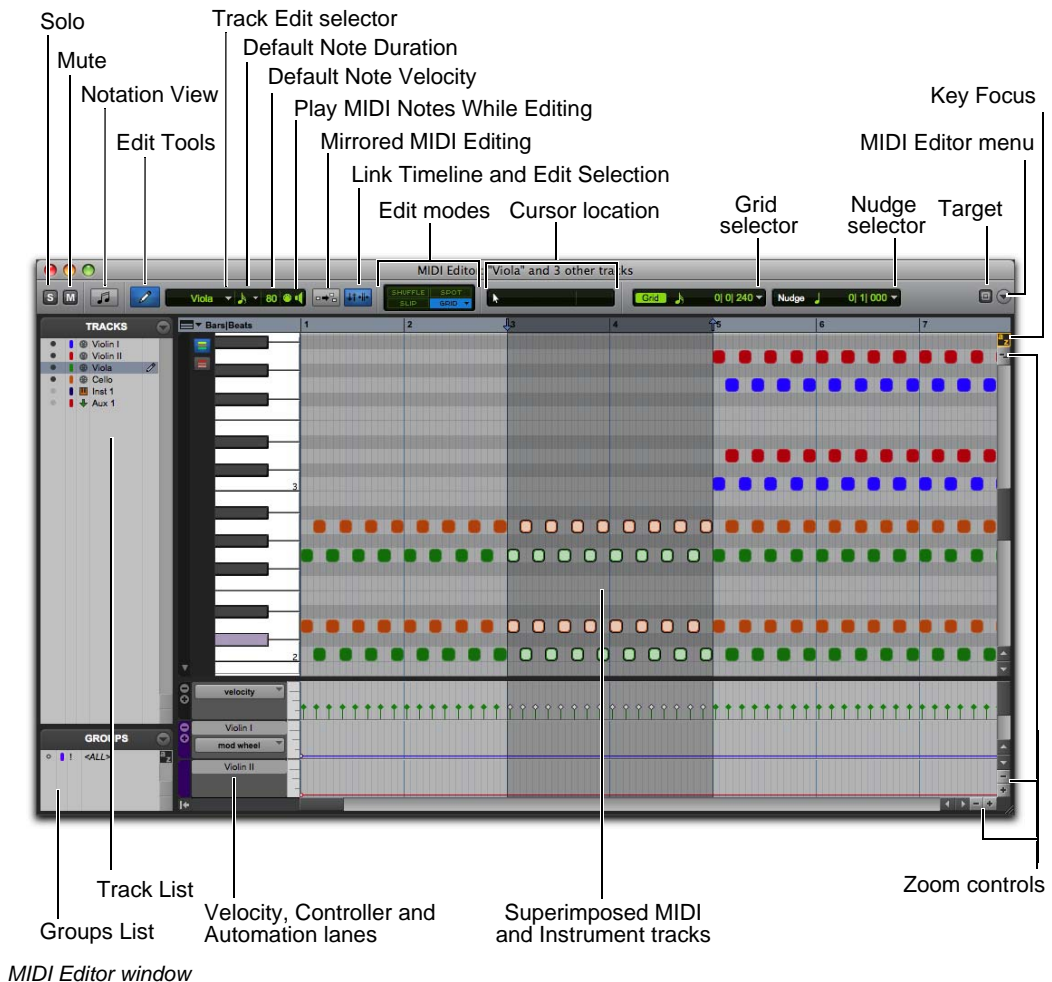 Solo
Track Edit selector
Default Note Duration
Mute
Default Note Velocity
Notation View
Play MIDI Notes While Editing
Key Focus
Edit Tools
Mirrored MIDI Editing
MIDI Editor menu
Link Timeline and Edit Selection
Edit modes
Cursor location
Grid
selector
Nudge
selector
Target
MIDI Editor: "Viola" and 3 other tracks
S
M
Viola
80
SHUFFLE
SPOT
SLIP
GRID
Grid
0| 0| 240
Nudge
0| 1| 000
TRACKS
Bars|Beats
1
2
3
4
5
6
7
Violin I
Violin II
Viola
Cello
Inst 1
Aux 1
3
2
velocity
Violin I
mod wheel
Violin II
GROUPS
! <ALL>
Track List
Groups List
Velocity, Controller and
Automation lanes
Superimposed MIDI
and Instrument tracks
Zoom controls
MIDI Editor window